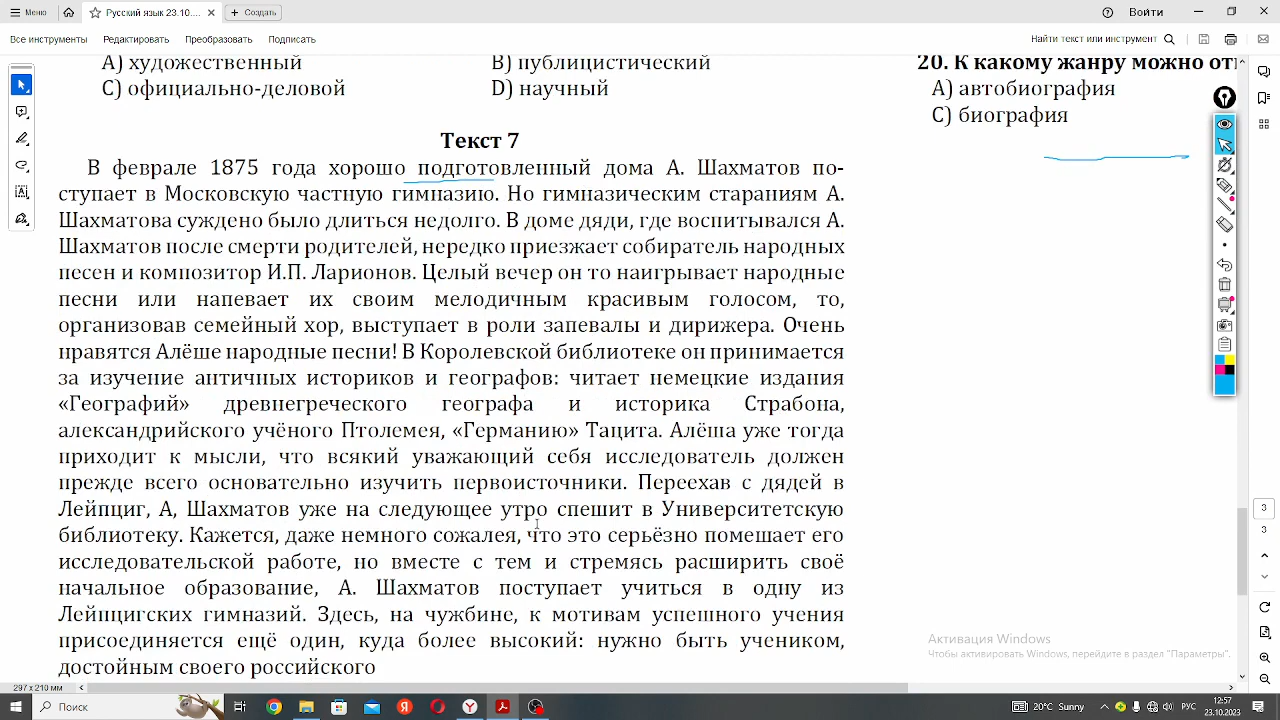 Меню
Русский язык 23.10....
Создать
Войти
Все инструменты Редактировать Преобразовать Подписать
Найти текст или инструмент
A) художественный B) публицистический
C) официально-деловой D) научный
20. К какому жанру можно от
A) автобиография
C) биография
Текст 7
В феврале 1875 года хорошо подготовленный дома А. Шахматов по-
ступает в Московскую частную гимназию. Но гимназическим стараниям А.
Шахматова суждено было длиться недолго. В доме дяди, где воспитывался А.
Шахматов после смерти родителей, нередко приезжает собиратель народных
песен и композитор И.П. Ларионов. Целый вечер он то наигрывает народные
песни или напевает их своим мелодичным красивым голосом, то,
организовав семейный хор, выступает в роли запевалы и дирижера. Очень
нравятся Алёше народные песни! В Королевской библиотеке он принимается
за изучение античных историков и географов: читает немецкие издания
«Географий» древнегреческого географа и историка Страбона,
александрийского учёного Птолемея, «Германию» Тацита. Алёша уже тогда
приходит к мысли, что всякий уважающий себя исследователь должен
прежде всего основательно изучить первоисточники. Переехав с дядей в
Лейпциг, А, Шахматов уже на следующее утро спешит в Университетскую
библиотеку. Кажется, даже немного сожалея, что это серьёзно помешает его
исследовательской работе, но вместе с тем и стремясь расширить своё
начальное образование, А. Шахматов поступает учиться в одну из
Лейпцигских гимназий. Здесь, на чужбине, к мотивам успешного учения
присоединяется ещё один, куда более высокий: нужно быть учеником,
достойным своего российского
3
3
Активация Windows
Чтобы активировать Windows, перейдите в раздел "Параметры".
297 x 210 мм
Поиск
20°C Sunny
РУС
12:57
23.10.2023